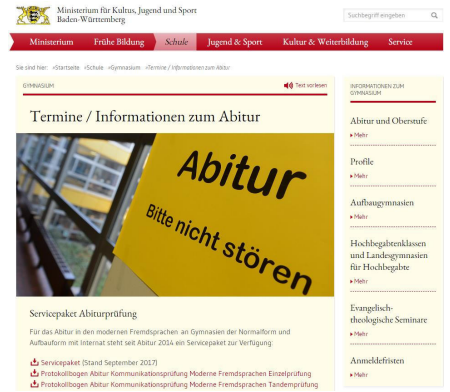 Ministerium für Kultus, Jugend und Sport
Baden-Württemberg
Suchbegriff eingeben
Ministerium Frühe Bildung Schule Jugend & Sport Kultur & Weiterbildung Service
Sie sind hier: »Startseite »Schule »Gymnasium »Termine / Informationen zum Abitur
GYMNASIUM
Text vorlesen
Termine / Informationen zum Abitur
Abitur
Bitte nicht stören
Servicepaket Abiturprüfung
Für das Abitur in den modernen Fremdsprachen an Gymnasien der Normalform und
Aufbauform mit Internat steht seit Abitur 2014 ein Servicepaket zur Verfügung:
Servicepaket (Stand September 2017)
Protokollbogen Abitur Kommunikationsprüfung Moderne Fremdsprachen Einzelprüfung
Protokollbogen Abitur Kommunikationsprüfung Moderne Fremdsprachen Tandemprüfung
INFORMATIONEN ZUM
GYMNASIUM
Abitur und Oberstufe
Mehr
Profile
Mehr
Aufbaugymnasien
Mehr
Hochbegabtenklassen
und Landesgymnasien
für Hochbegabte
Mehr
Evangelisch-
theologische Seminare
Mehr
Anmeldefristen
Mehr